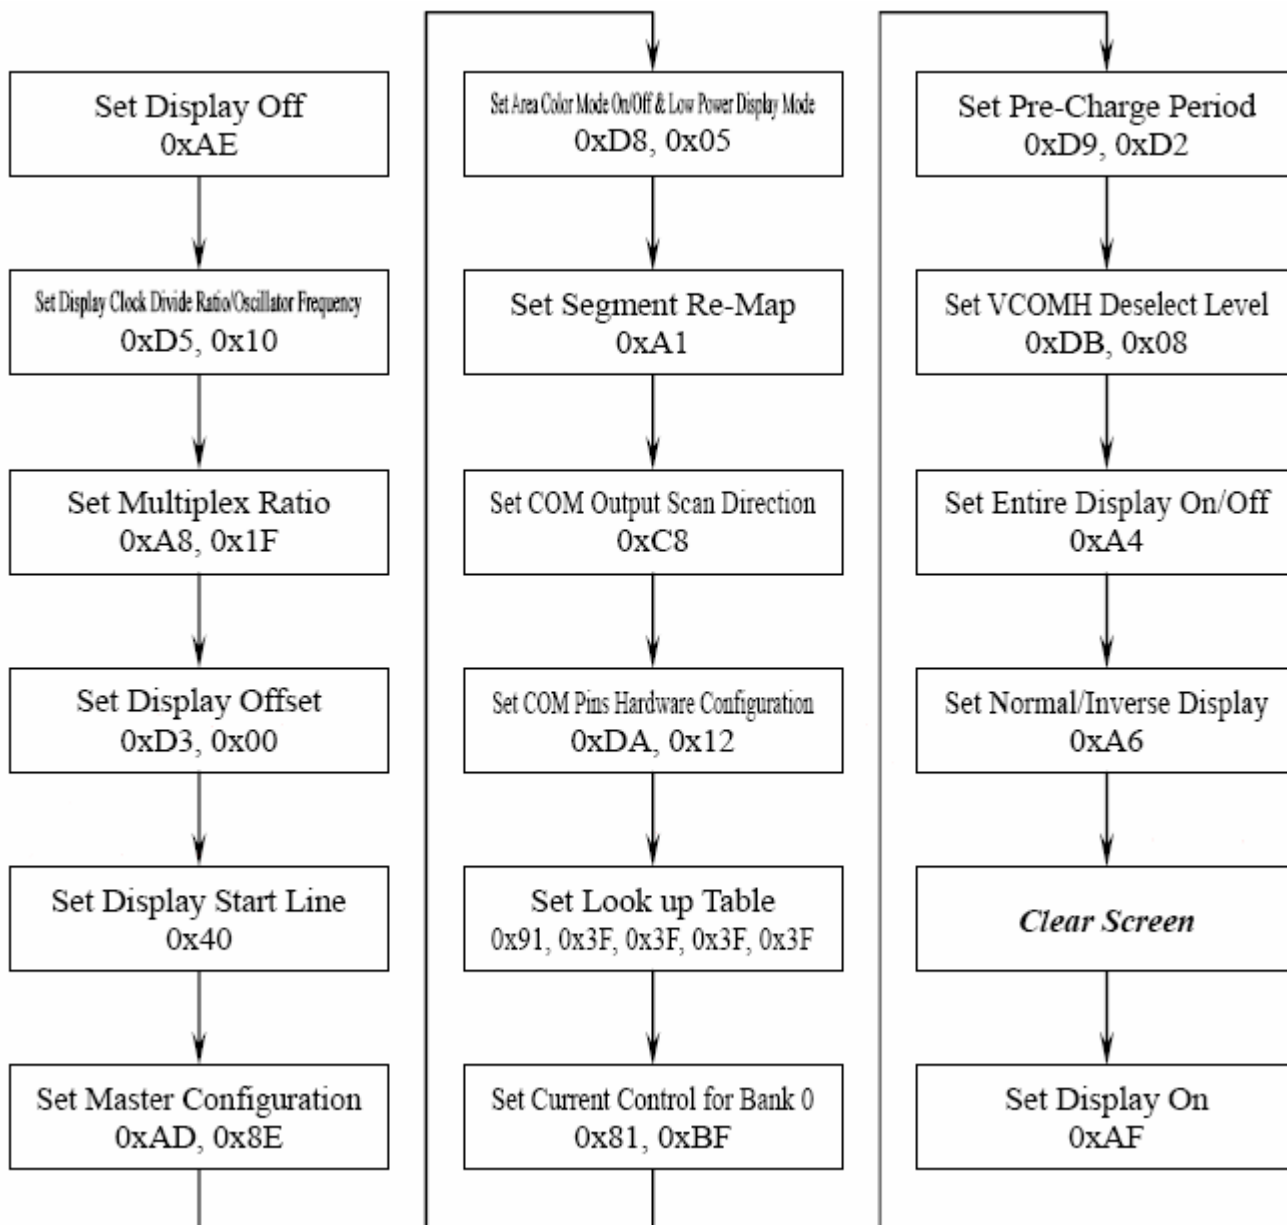 Set Display Off
0xAE
Set Display Clock Divide Ratio/Oscillator Frequency
0xD5, 0x10
Set Multiplex Ratio
0xA8, 0x1F
Set Display Offset
0xD3, 0x00
Set Display Start Line
0x40
Set Master Configuration
0xAD, 0x8E
Set Area Color Mode On/Off & Low Power Display Mode
0xD8, 0x05
Set Segment Re-Map
0xA1
Set COM Output Scan Direction
0xC8
Set COM Pins Hardware Configuration
0xDA, 0x12
Set Look up Table
0x91, 0x3F, 0x3F, 0x3F, 0x3F
Set Current Control for Bank 0
0x81, 0xBF
Set Pre-Charge Period
0xD9, 0xD2
Set VCOMH Deselect Level
0xDB, 0x08
Set Entire Display On/Off
0xA4
Set Normal/Inverse Display
0xA6
Clear Screen
Set Display On
0xAF